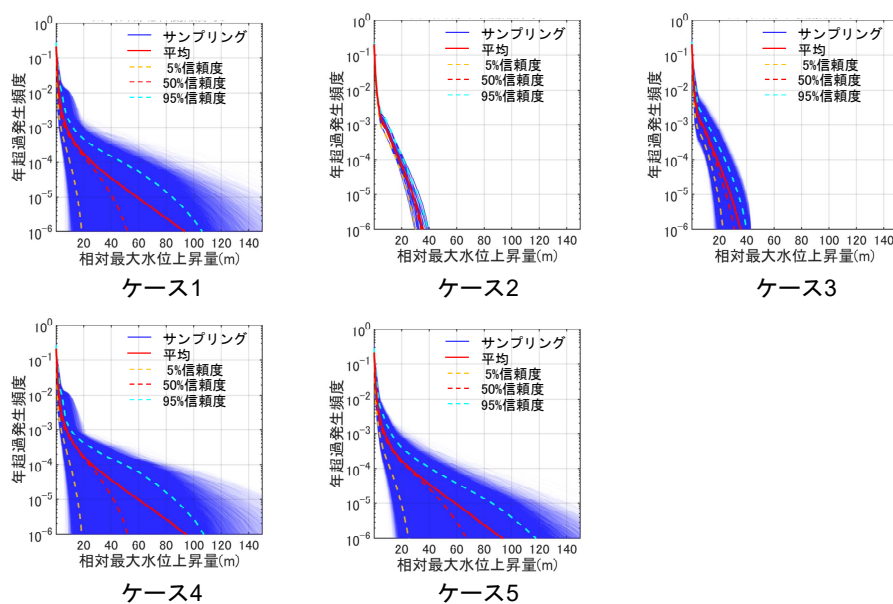 年超過発生頻度
10⁰
10⁻¹
10⁻²
10⁻³
10⁻⁴
10⁻⁵
10⁻⁶
サンプリング
平均
5%信頼度
50%信頼度
95%信頼度
20 40 60 80 100 120 140
相対最大水位上昇量(m)
ケース1
年超過発生頻度
10⁰
10⁻¹
10⁻²
10⁻³
10⁻⁴
10⁻⁵
10⁻⁶
サンプリング
平均
5%信頼度
50%信頼度
95%信頼度
20 40 60 80 100 120 140
相対最大水位上昇量(m)
ケース2
年超過発生頻度
10⁰
10⁻¹
10⁻²
10⁻³
10⁻⁴
10⁻⁵
10⁻⁶
サンプリング
平均
5%信頼度
50%信頼度
95%信頼度
20 40 60 80 100 120 140
相対最大水位上昇量(m)
ケース3
年超過発生頻度
10⁰
10⁻¹
10⁻²
10⁻³
10⁻⁴
10⁻⁵
10⁻⁶
サンプリング
平均
5%信頼度
50%信頼度
95%信頼度
20 40 60 80 100 120 140
相対最大水位上昇量(m)
ケース4
年超過発生頻度
10⁰
10⁻¹
10⁻²
10⁻³
10⁻⁴
10⁻⁵
10⁻⁶
サンプリング
平均
5%信頼度
50%信頼度
95%信頼度
20 40 60 80 100 120 140
相対最大水位上昇量(m)
ケース5